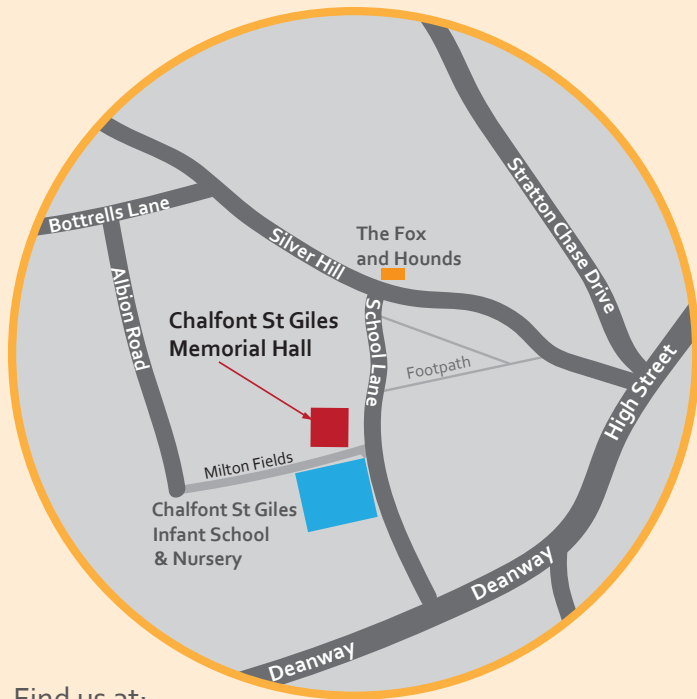 Stratton Chase Drive
Bottrells Lane
Silver Hill
The Fox
and Hounds
Albion Road
Chalfont St Giles
Memorial Hall
School Lane
Footpath
High Street
Milton Fields
Chalfont St Giles
Infant School
& Nursery
Deanway
Deanway
Find us at: